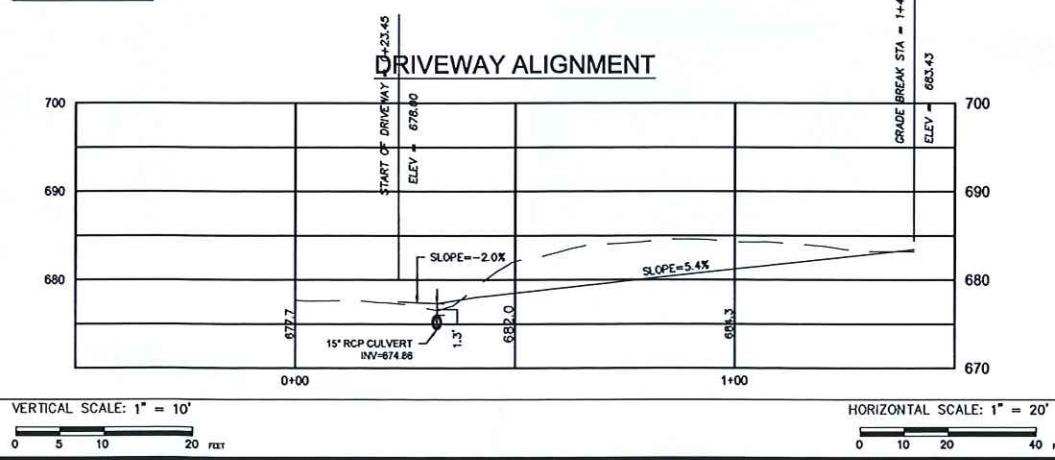 DRIVEWAY ALIGNMENT
START OF DRIVEWAY = 0+23.45
ELEV = 678.00
GRADE BREAK STA = 1+4
ELEV = 683.43
700
700
690
690
680
680
670
SLOPE=-2.0%
SLOPE=5.4%
677.7
682.0
684.3
15" RCP CULVERT
INV=674.86
1.3'
0+00
1+00
VERTICAL SCALE: 1" = 10'
0 5 10 20 FEET
HORIZONTAL SCALE: 1" = 20'
0 10 20 40